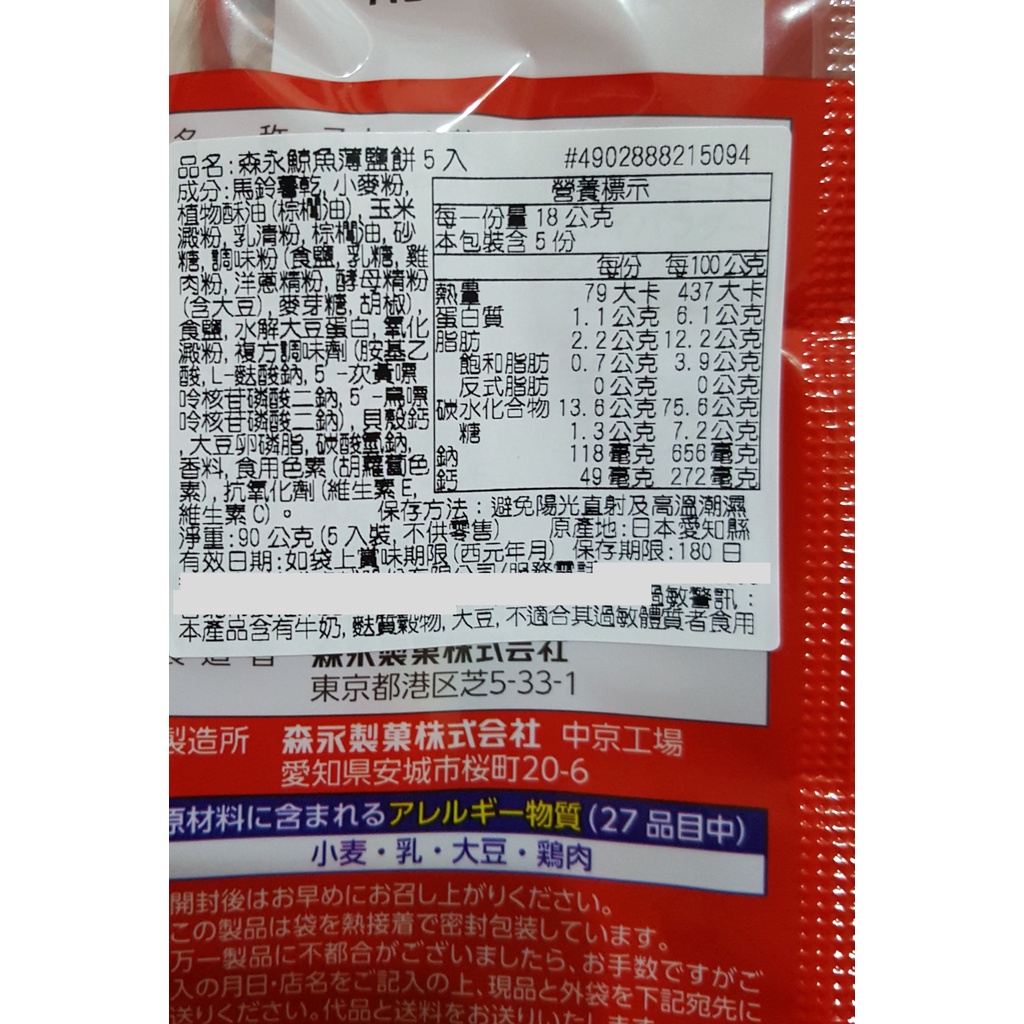 品名:森永鯨魚薄鹽餅5入 #4902888215094
成分:馬鈴薯乾, 小麥粉,
植物酥油(棕櫚油), 玉米
澱粉, 乳清粉, 棕櫚油, 砂
糖, 調味粉(食鹽, 乳糖, 雞
肉粉, 洋蔥精粉, 酵母精粉
(含大豆), 麥芽糖, 胡椒),
食鹽, 水解大豆蛋白, 氧化
澱粉, 複方調味劑(胺基乙
酸, L-麩酸鈉, 5'-次黃嘌
呤核苷磷酸二鈉, 5'-鳥嘌
呤核苷磷酸二鈉), 貝殼鈣
, 大豆卵磷脂, 碳酸氫鈉,
香料, 食用色素(胡蘿蔔色
素), 抗氧化劑(維生素E,
維生素C)。
營養標示
每一份量 18 公克
本包裝含 5 份
每份 每100公克
熱量 79 大卡 437 大卡
蛋白質 1.1 公克 6.1 公克
脂肪 2.2 公克 12.2 公克
飽和脂肪 0.7 公克 3.9 公克
反式脂肪 0 公克 0 公克
碳水化合物 13.6 公克 75.6 公克
糖 1.3 公克 7.2 公克
鈉 118 毫克 656 毫克
鈣 49 毫克 272 毫克
保存方法:避免陽光直射及高溫潮濕
淨重:90 公克(5 入裝, 不供零售) 原產地:日本愛知縣
有效日期:如袋上賞味期限(西元年月) 保存期限:180 日
過敏警訊:
本產品含有牛奶, 麩質穀物, 大豆, 不適合其過敏體質者食用
製造者 森永製菓株式会社
東京都港区芝5-33-1
製造所 森永製菓株式会社 中京工場
愛知県安城市桜町20-6
原材料に含まれるアレルギー物質(27品目中)
小麦・乳・大豆・鶏肉
開封後はお早めにお召し上がりください。
この製品は袋を熱接着で密封包装しています。
万一製品に不都合がございましたら、お手数ですがご
入の月日・店名をご記入の上、現品と外袋を下記宛先に
送りください。代品と送料をお送りいたします